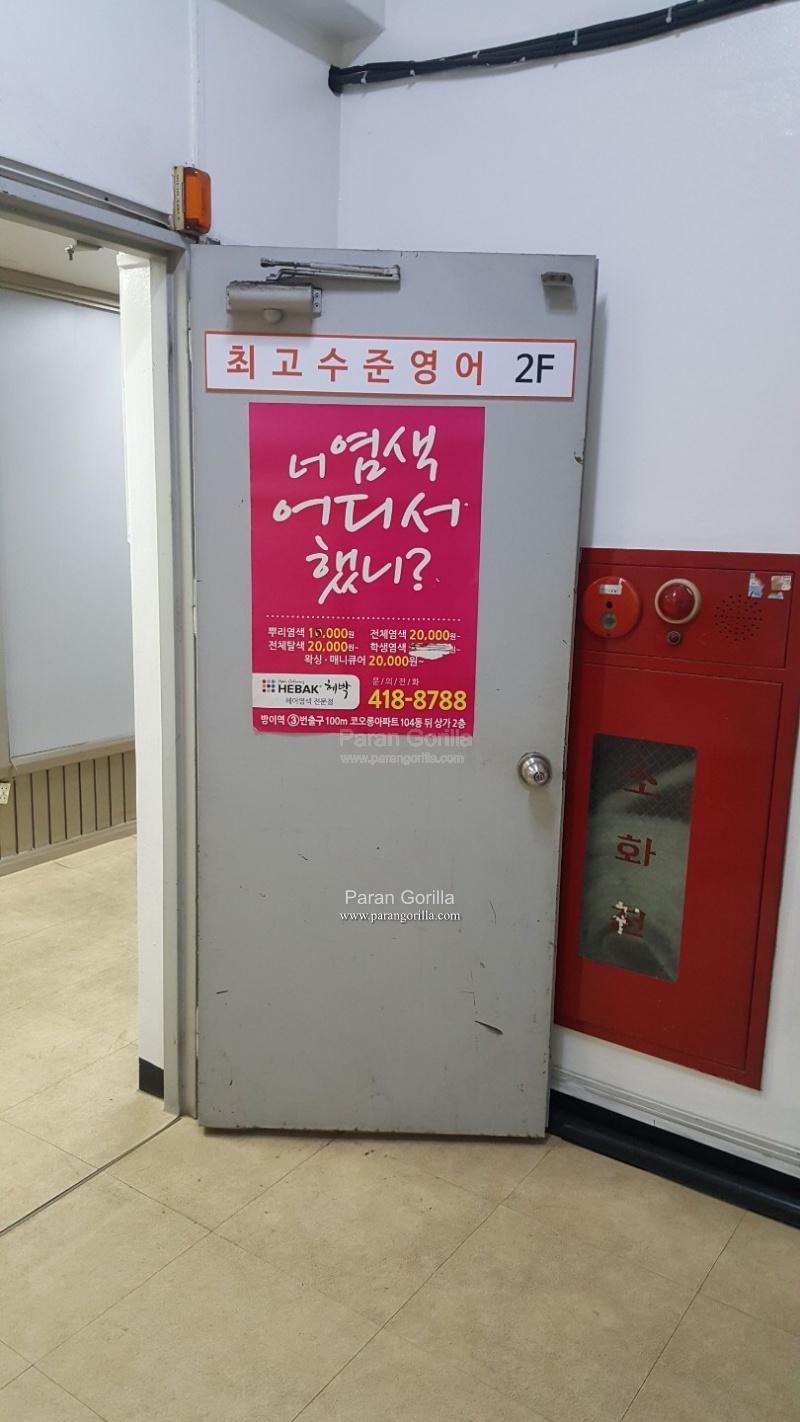 최고수준영어 2F
너 염색
어디서
했니?
뿌리염색 10,000원 전체염색 20,000원~
전체탈색 20,000원~ 학생염색 원~
왁싱·매니큐어 20,000원~
HEBAK 헤박
헤어염색 전문점
문/의/전/화
418-8788
방이역 ③번출구 100m 코오롱아파트 104동 뒤 상가 2층
Paran Gorilla
www.parangorilla.com
Paran Gorilla
www.parangorilla.com
소
화
전